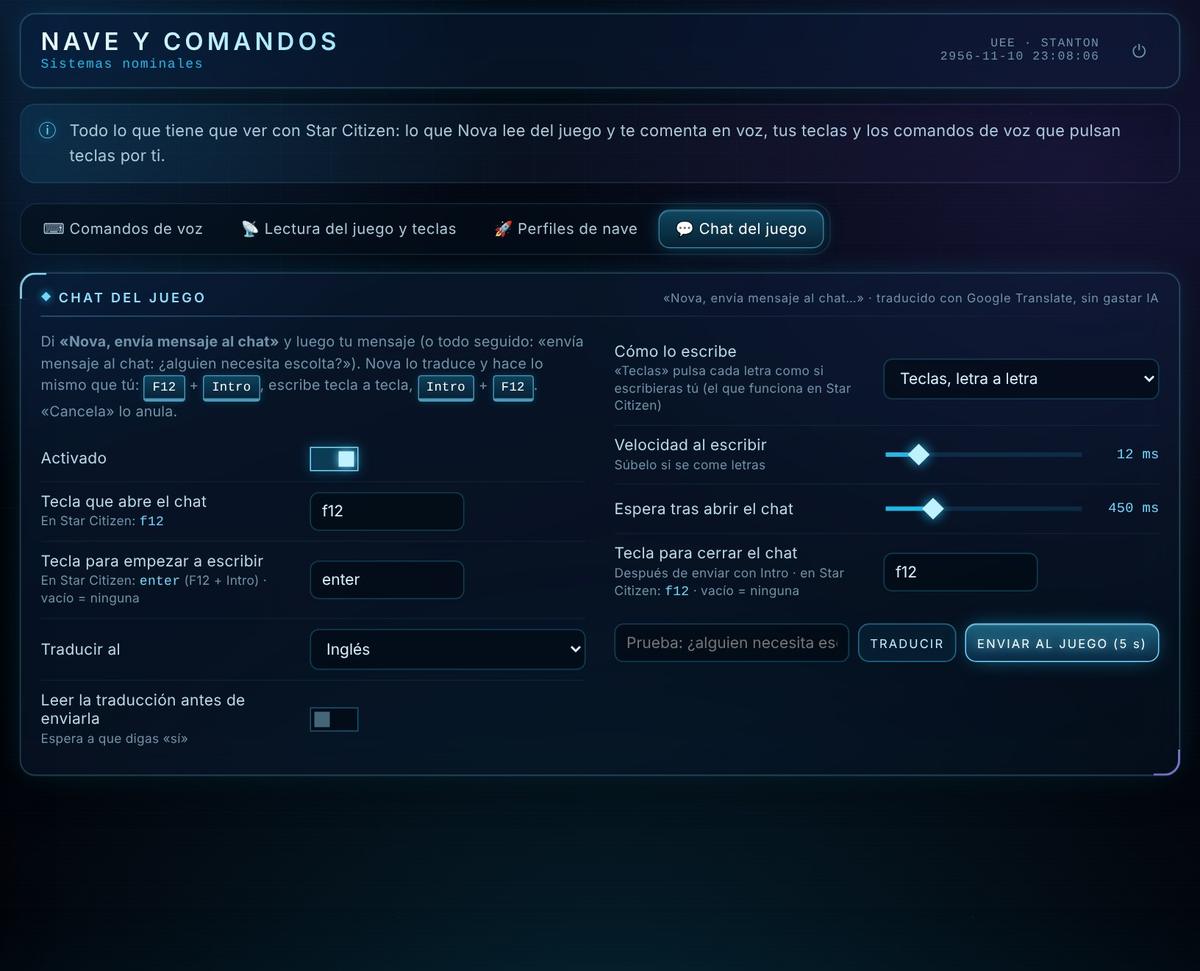 NAVE Y COMANDOS
Sistemas nominales
UEE · STANTON
2956-11-10 23:08:06
Todo lo que tiene que ver con Star Citizen: lo que Nova lee del juego y te comenta en voz, tus teclas y los comandos de voz que pulsan
teclas por ti.
Comandos de voz
Lectura del juego y teclas
Perfiles de nave
Chat del juego
CHAT DEL JUEGO
«Nova, envía mensaje al chat…» · traducido con Google Translate, sin gastar IA
Di «Nova, envía mensaje al chat» y luego tu mensaje (o todo seguido: «envía
mensaje al chat: ¿alguien necesita escolta?»). Nova lo traduce y hace lo
mismo que tú: F12 + Intro, escribe tecla a tecla, Intro + F12.
«Cancela» lo anula.
Activado
Tecla que abre el chat
En Star Citizen: f12
f12
Tecla para empezar a escribir
En Star Citizen: enter (F12 + Intro) ·
vacío = ninguna
enter
Traducir al
Inglés
Leer la traducción antes de
enviarla
Espera a que digas «sí»
Cómo lo escribe
«Teclas» pulsa cada letra como si
escribieras tú (el que funciona en Star
Citizen)
Teclas, letra a letra
Velocidad al escribir
Súbelo si se come letras
12 ms
Espera tras abrir el chat
450 ms
Tecla para cerrar el chat
Después de enviar con Intro · en Star
Citizen: f12 · vacío = ninguna
f12
Prueba: ¿alguien necesita es
TRADUCIR
ENVIAR AL JUEGO (5 s)